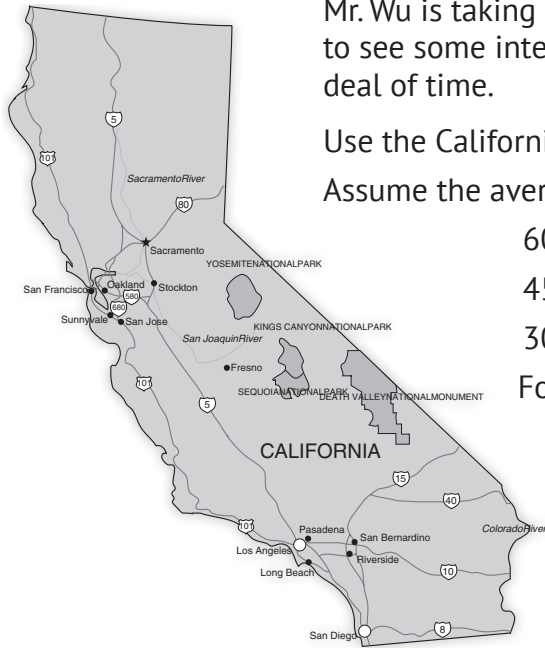 Mr. Wu is taking
to see some inte
deal of time.
Use the Californi
Assume the aver
60
45
30
Fo
5
101
SacramentoRiver
80
Sacramento
YOSEMITENATIONALPARK
San Francisco
Oakland
Stockton
580
680
Sunnyvale
San Jose
San JoaquinRiver
KINGS CANYONNATIONALPARK
Fresno
101
5
SEQUOIANATIONALPARK
DEATH VALLEYNATIONALMONUMENT
CALIFORNIA
15
40
101
Pasadena
San Bernardino
ColoradoRiver
Los Angeles
Riverside
Long Beach
10
San Diego
8